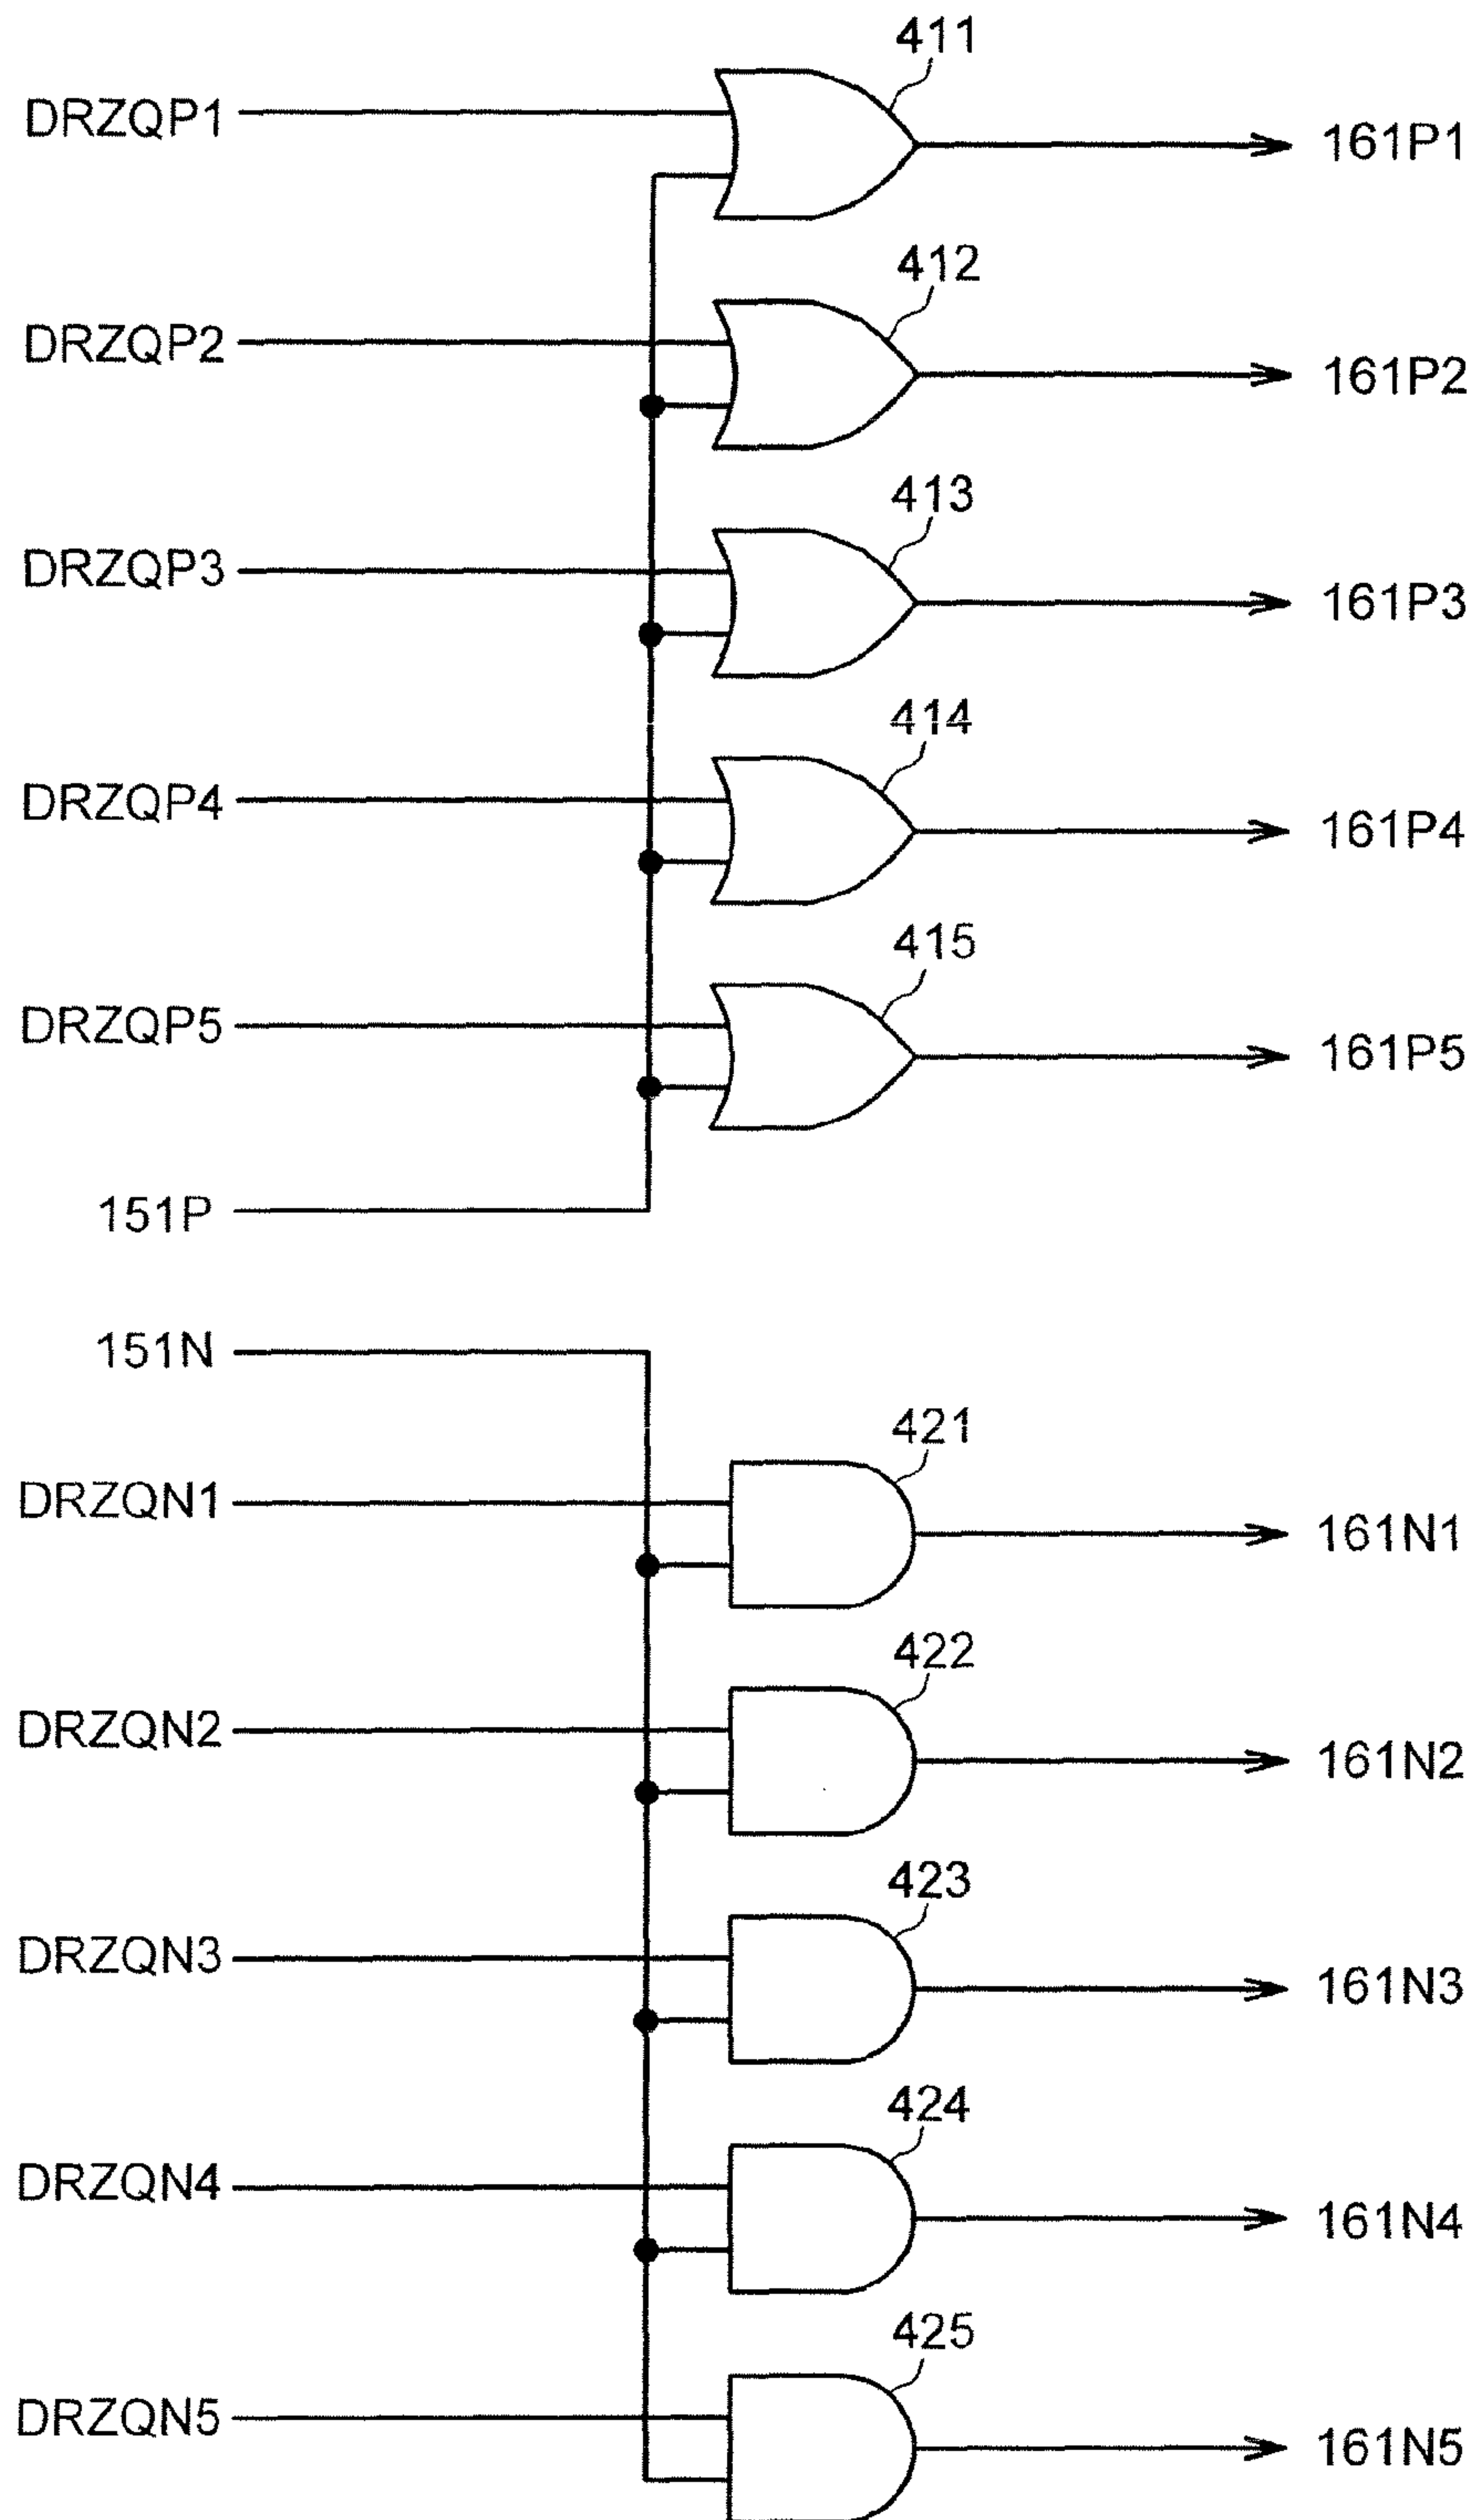 411
DRZQP1
161P1
412
DRZQP2
161P2
413
DRZQP3
161P3
414
DRZQP4
161P4
415
DRZQP5
161P5
151P
151N
421
DRZQN1
161N1
422
DRZQN2
161N2
423
DRZQN3
161N3
424
DRZQN4
161N4
425
DRZQN5
161N5